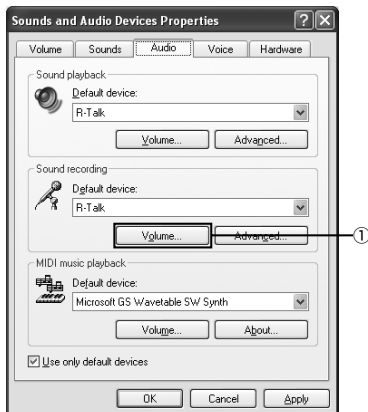 Sounds and Audio Devices Properties
Volume Sounds Audio Voice Hardware
Sound playback
Default device:
R-Talk
Volume... Advanced...
Sound recording
Default device:
R-Talk
Volume... Advanced... ①
MIDI music playback
Default device:
Microsoft GS Wavetable SW Synth
Volume... About...
Use only default devices
OK Cancel Apply